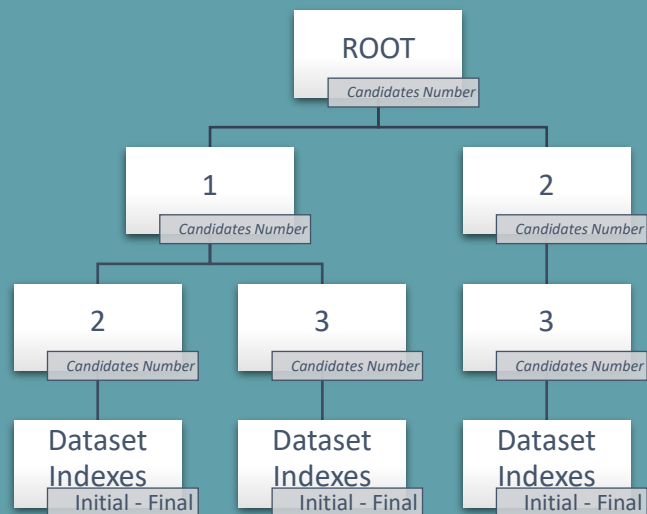 ROOT
Candidates Number
1
Candidates Number
2
Candidates Number
2
Candidates Number
3
Candidates Number
3
Candidates Number
Dataset
Indexes
Initial - Final
Dataset
Indexes
Initial - Final
Dataset
Indexes
Initial - Final